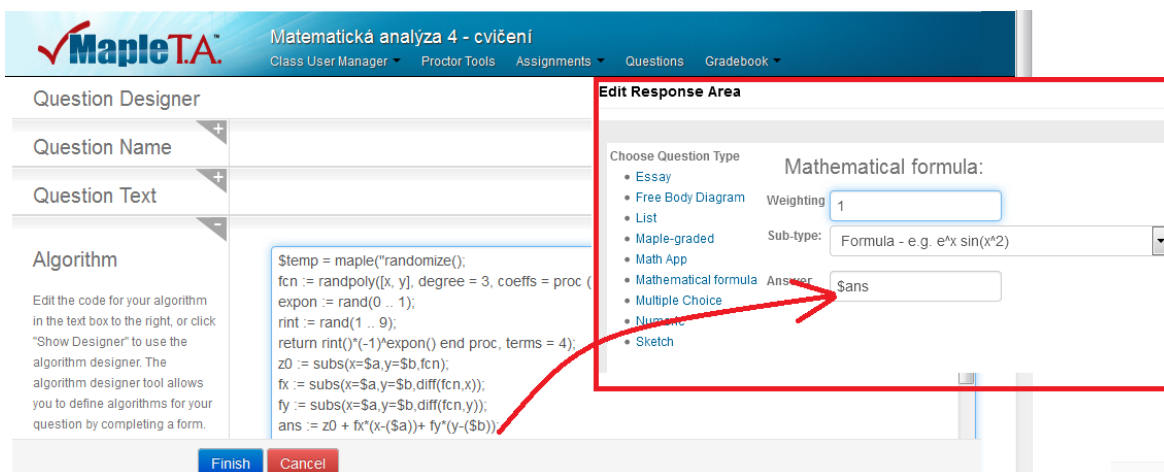 MapleT.A.™
Matematická analýza 4 - cvičení
Class User Manager Proctor Tools Assignments Questions Gradebook
Question Designer
Question Name
Question Text
Algorithm
Edit the code for your algorithm
in the text box to the right, or click
"Show Designer" to use the
algorithm designer. The
algorithm designer tool allows
you to define algorithms for your
question by completing a form.
$temp = maple("randomize();
fcn := randpoly([x, y], degree = 3, coeffs = proc (
expon := rand(0 .. 1);
rint := rand(1 .. 9);
return rint()*(-1)^expon() end proc, terms = 4);
z0 := subs(x=$a,y=$b,fcn);
fx := subs(x=$a,y=$b,diff(fcn,x));
fy := subs(x=$a,y=$b,diff(fcn,y));
ans := z0 + fx*(x-($a))+ fy*(y-($b));
Finish Cancel
Edit Response Area
Choose Question Type
Essay
Free Body Diagram
List
Maple-graded
Math App
Mathematical formula
Multiple Choice
Numeric
Sketch
Mathematical formula:
Weighting 1
Sub-type: Formula - e.g. e^x sin(x^2)
Answer $ans